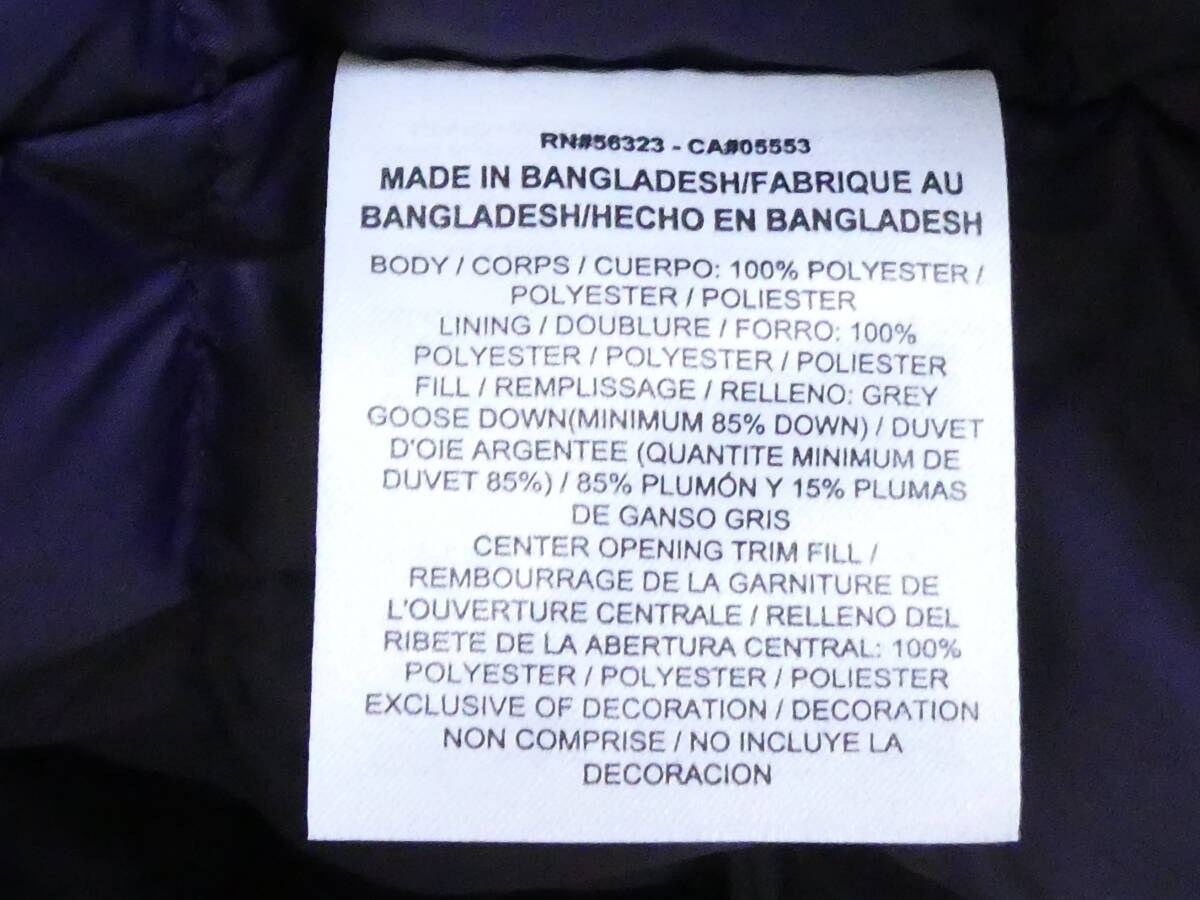 RN#56323 - CA#05553
MADE IN BANGLADESH/FABRIQUE AU
BANGLADESH/HECHO EN BANGLADESH
BODY / CORPS / CUERPO: 100% POLYESTER /
POLYESTER / POLIESTER
LINING / DOUBLURE / FORRO: 100%
POLYESTER / POLYESTER / POLIESTER
FILL / REMPLISSAGE / RELLENO: GREY
GOOSE DOWN(MINIMUM 85% DOWN) / DUVET
D'OIE ARGENTEE (QUANTITE MINIMUM DE
DUVET 85%) / 85% PLUMÓN Y 15% PLUMAS
DE GANSO GRIS
CENTER OPENING TRIM FILL /
REMBOURRAGE DE LA GARNITURE DE
L'OUVERTURE CENTRALE / RELLENO DEL
RIBETE DE LA ABERTURA CENTRAL: 100%
POLYESTER / POLYESTER / POLIESTER
EXCLUSIVE OF DECORATION / DECORATION
NON COMPRISE / NO INCLUYE LA
DECORACION